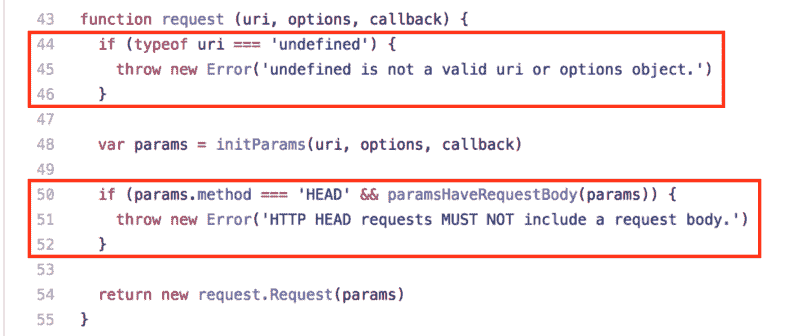 43 function request (uri, options, callback) {
44 if (typeof uri === 'undefined') {
45 throw new Error('undefined is not a valid uri or options object.')
46 }
47
48 var params = initParams(uri, options, callback)
49
50 if (params.method === 'HEAD' && paramsHaveRequestBody(params)) {
51 throw new Error('HTTP HEAD requests MUST NOT include a request body.')
52 }
53
54 return new request.Request(params)
55 }